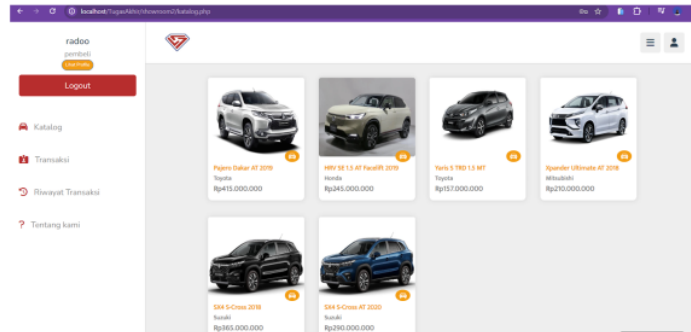 localhost/TugasAkhir/showroom2/katalog.php
radoo
pembeli
Lihat Profile
Logout
Katalog
Transaksi
Riwayat Transaksi
Tentang kami
Pajero Dakar AT 2019
Toyota
Rp415.000.000
HRV SE 1.5 AT Facelift 2019
Honda
Rp245.000.000
Yaris S TRD 1.5 MT
Toyota
Rp157.000.000
Xpander Ultimate AT 2018
Mitsubishi
Rp210.000.000
SX4 S-Cross 2018
Suzuki
Rp365.000.000
SX4 S-Cross AT 2020
Suzuki
Rp290.000.000